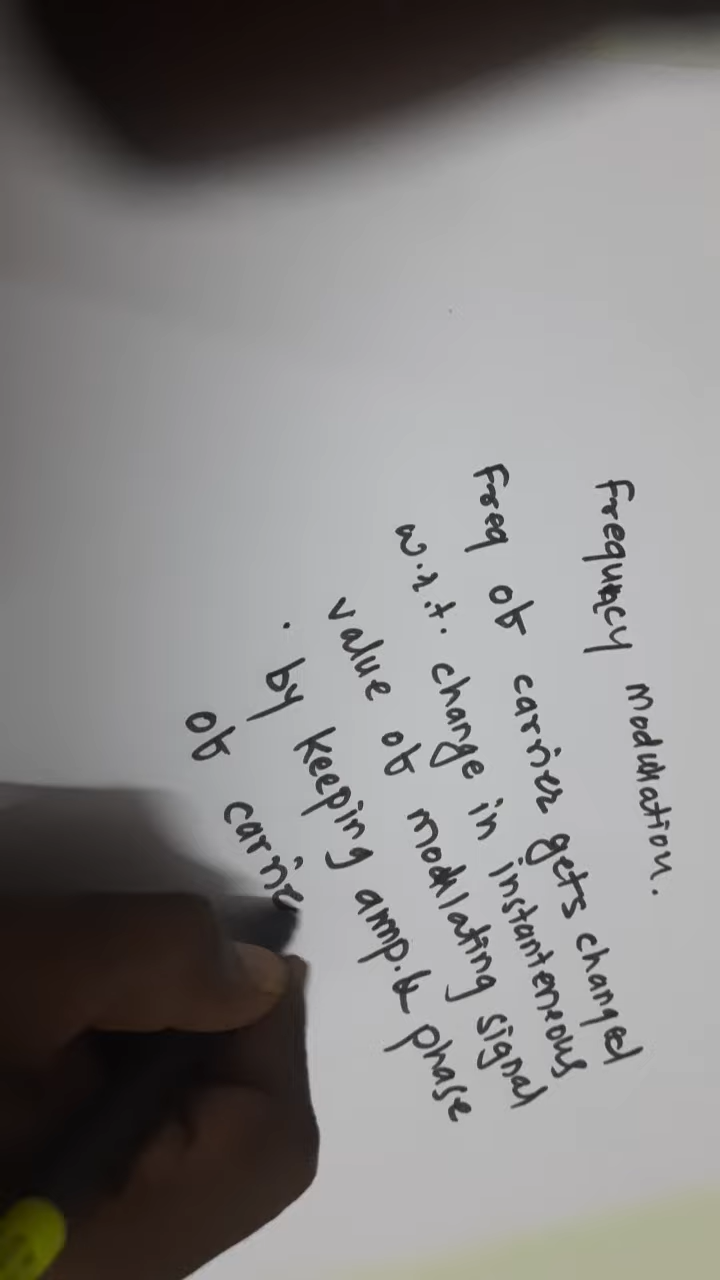 Frequncy modulation.
Freq of carrier gets changed
w.r.t. change in instanteneous
value of modulating signal
. by keeping amp. & phase
of carrie